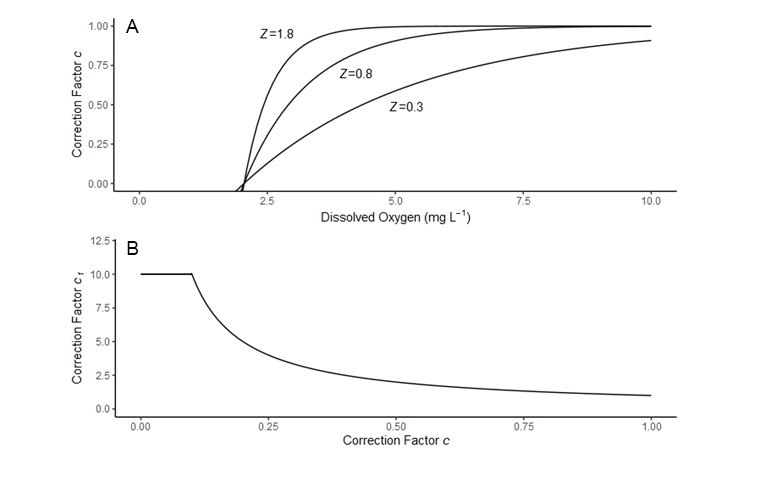 A
1.00
0.75
0.50
0.25
0.00
Correction Factor c
Z=1.8
Z=0.8
Z=0.3
0.0 2.5 5.0 7.5 10.0
Dissolved Oxygen (mg L⁻¹)
B
12.5
10.0
7.5
5.0
2.5
0.0
Correction Factor c f
0.00 0.25 0.50 0.75 1.00
Correction Factor c